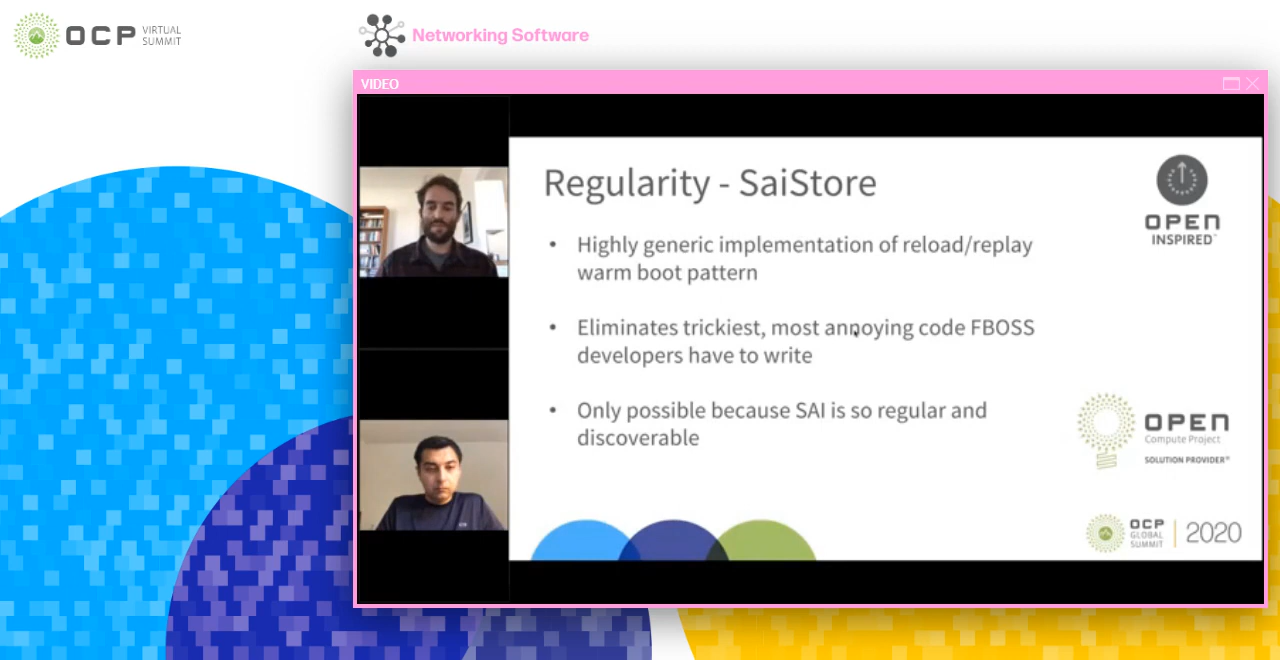 OCP VIRTUAL
SUMMIT
Networking Software
VIDEO
Regularity - SaiStore
• Highly generic implementation of reload/replay
warm boot pattern
• Eliminates trickiest, most annoying code FBOSS
developers have to write
• Only possible because SAI is so regular and
discoverable
OPEN
INSPIRED™
OPEN
Compute Project
SOLUTION PROVIDER®
OCP
GLOBAL
SUMMIT
2020